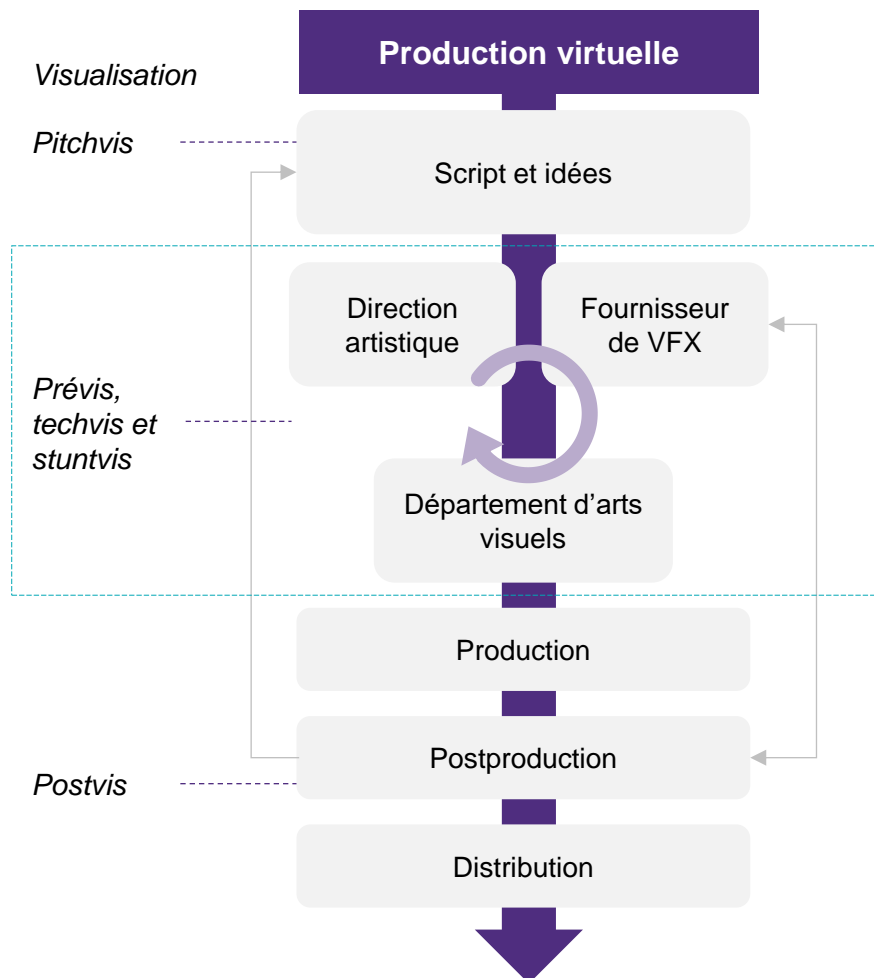 Production virtuelle
Visualisation
Pitchvis
Script et idées
Direction
artistique
Fournisseur
de VFX
Prévis,
techvis et
stuntvis
Département d’arts
visuels
Production
Postproduction
Postvis
Distribution